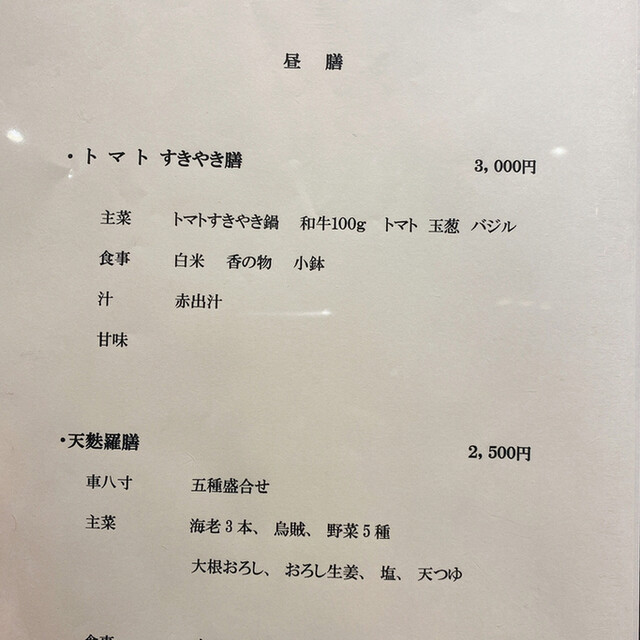 昼 膳
・ト マ ト すきやき膳 3,000円
主菜 トマトすきやき鍋 和牛100g トマト 玉葱 バジル
食事 白米 香の物 小鉢
汁 赤出汁
甘味
・天麩羅膳 2,500円
車八寸 五種盛合せ
主菜 海老3本、烏賊、野菜5種
大根おろし、おろし生姜、塩、天つゆ
食事